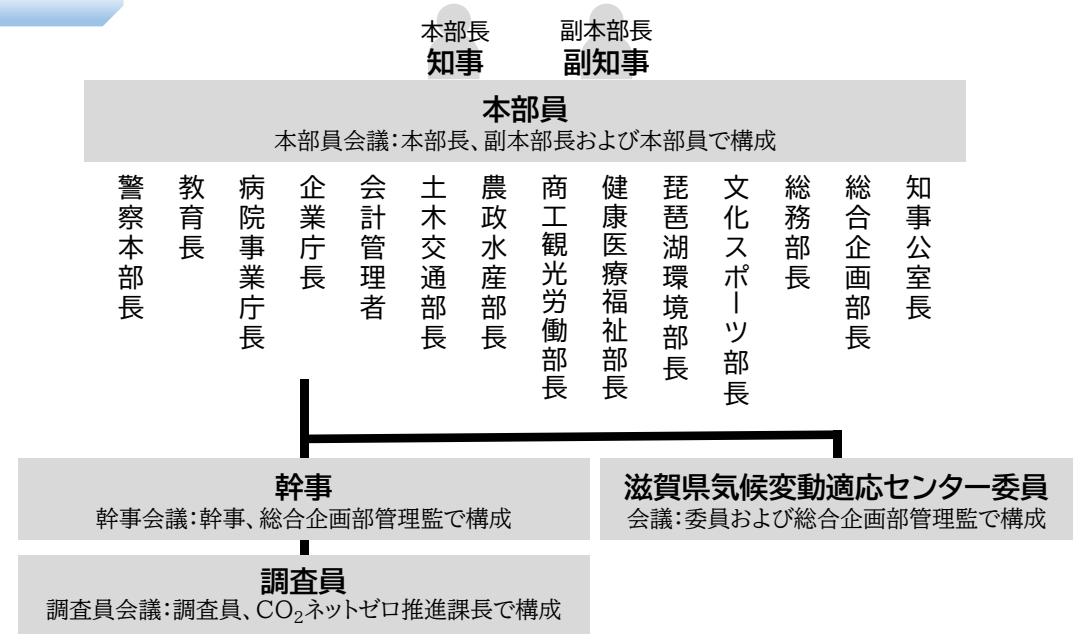 本部長
知事
副本部長
副知事
本部員
本部員会議：本部長、副本部長および本部員で構成
知事公室長
総合企画部長
総務部長
文化スポーツ部長
琵琶湖環境部長
健康医療福祉部長
商工観光労働部長
農政水産部長
土木交通部長
会計管理者
企業庁長
病院事業庁長
教育長
警察本部長
幹事
幹事会議：幹事、総合企画部管理監で構成
滋賀県気候変動適応センター委員
会議：委員および総合企画部管理監で構成
調査員
調査員会議：調査員、CO₂ネットゼロ推進課長で構成